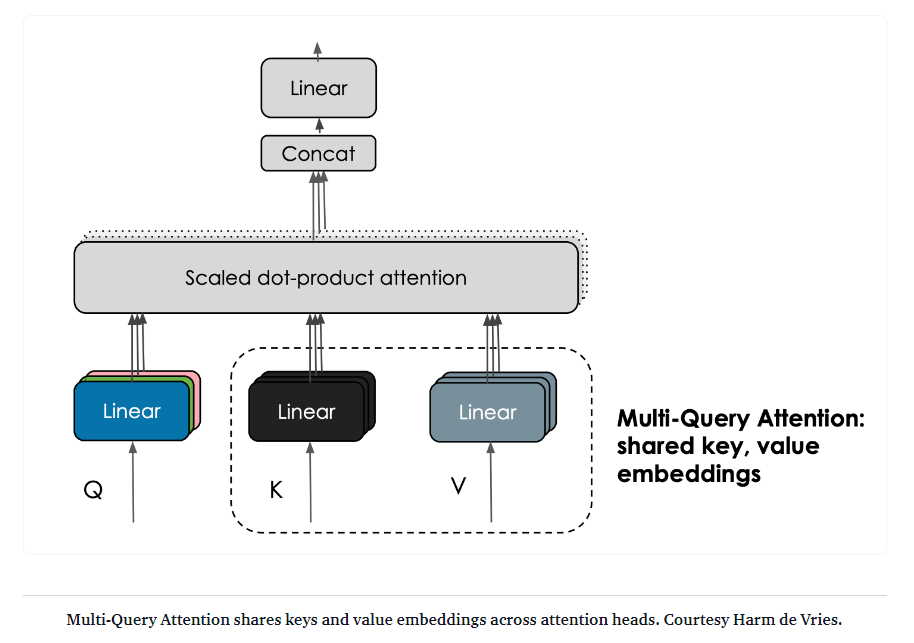 Linear
Concat
Scaled dot-product attention
Linear
Linear
Linear
Q
K
V
Multi-Query Attention:
shared key, value
embeddings
Multi-Query Attention shares keys and value embeddings across attention heads. Courtesy Harm de Vries.